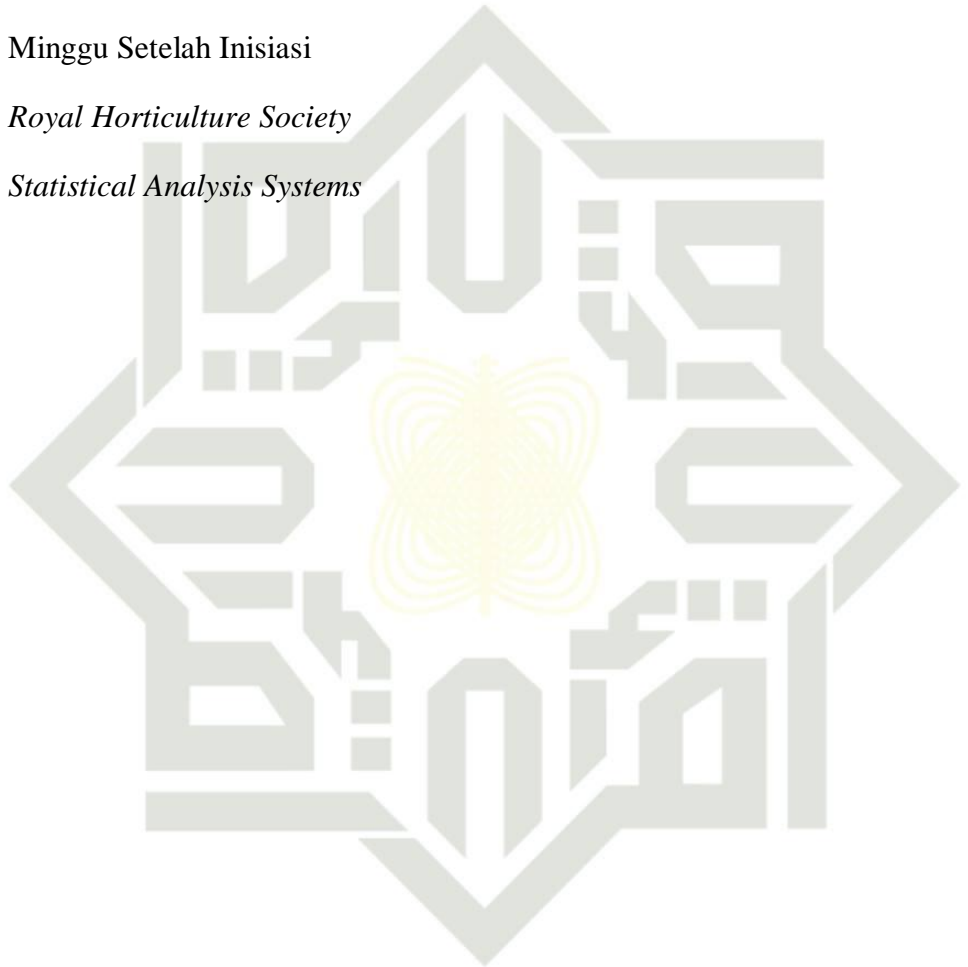 Minggu Setelah Inisiasi
Royal Horticulture Society
Statistical Analysis Systems